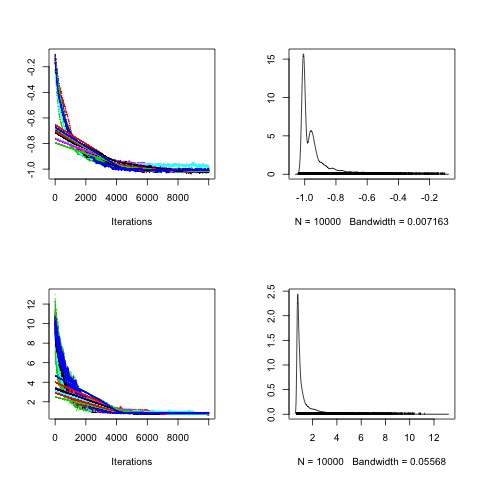 -0.2
-0.4
-0.6
-0.8
-1.0
0 2000 4000 6000 8000
Iterations
15
10
5
0
-1.0 -0.8 -0.6 -0.4 -0.2
N = 10000 Bandwidth = 0.007163
12
10
8
6
4
2
0 2000 4000 6000 8000
Iterations
2.5
2.0
1.5
1.0
0.5
0.0
2 4 6 8 10 12
N = 10000 Bandwidth = 0.05568